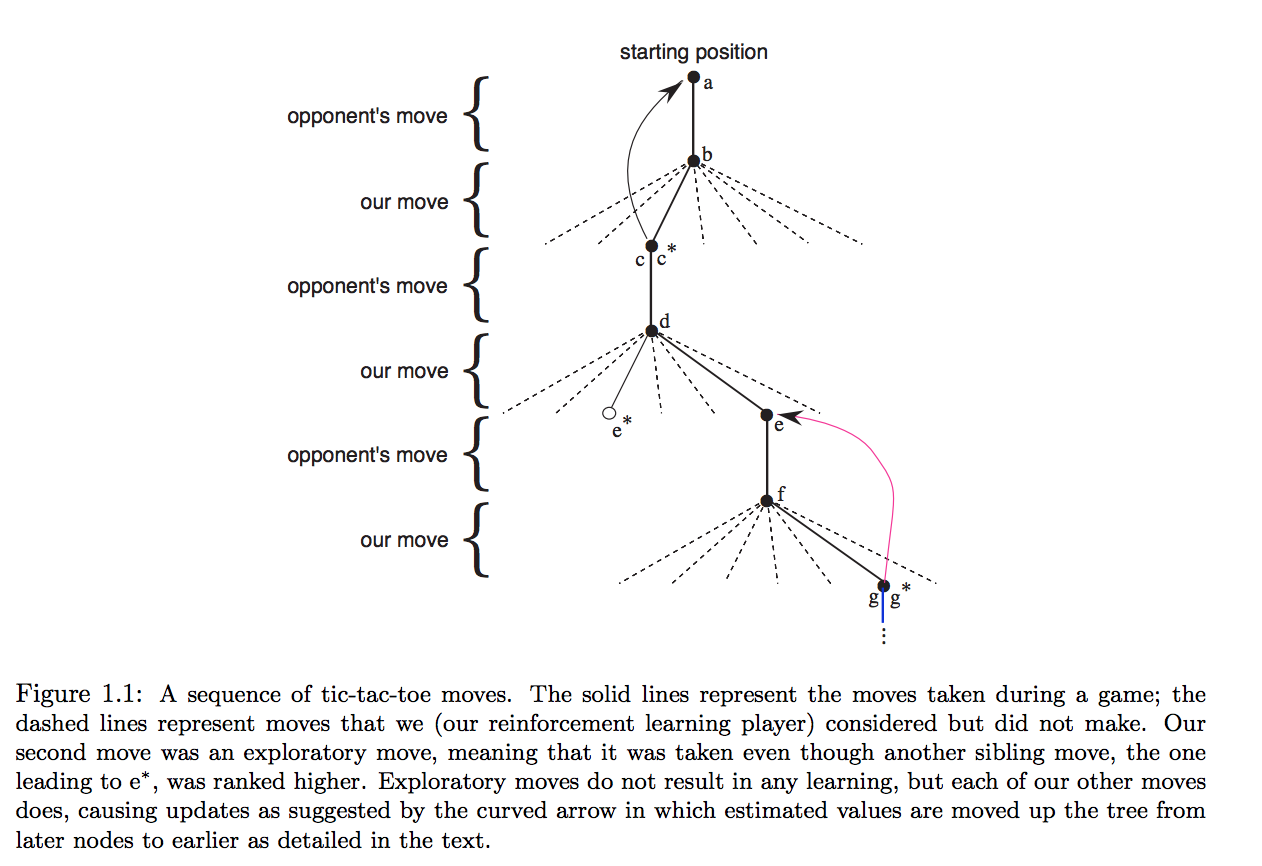 starting position
a
opponent's move
b
our move
c c*
opponent's move
d
our move
e*
e
opponent's move
f
our move
g g*
⋮
Figure 1.1: A sequence of tic-tac-toe moves. The solid lines represent the moves taken during a game; the
dashed lines represent moves that we (our reinforcement learning player) considered but did not make. Our
second move was an exploratory move, meaning that it was taken even though another sibling move, the one
leading to e*, was ranked higher. Exploratory moves do not result in any learning, but each of our other moves
does, causing updates as suggested by the curved arrow in which estimated values are moved up the tree from
later nodes to earlier as detailed in the text.